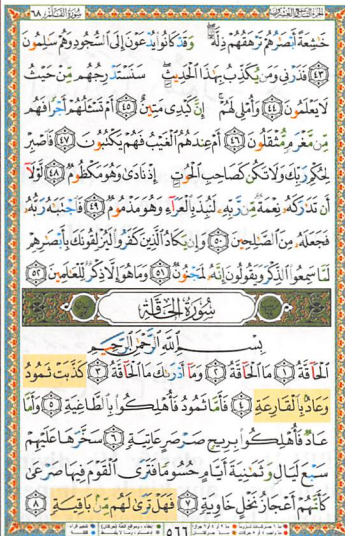 الجزء التاسع والعشرون سورة القلم ٦٨
خَٰشِعَةً أَبْصَٰرُهُمْ تَرْهَقُهُمْ ذِلَّةٌ ۖ وَقَدْ كَانُوا۟ يُدْعَوْنَ إِلَى ٱلسُّجُودِ وَهُمْ سَٰلِمُونَ
﴿٤٣﴾ فَذَرْنِى وَمَن يُكَذِّبُ بِهَٰذَا ٱلْحَدِيثِ ۖ سَنَسْتَدْرِجُهُم مِّنْ حَيْثُ
لَا يَعْلَمُونَ ﴿٤٤﴾ وَأُمْلِى لَهُمْ ۚ إِنَّ كَيْدِى مَتِينٌ ﴿٤٥﴾ أَمْ تَسْـَٔلُهُمْ أَجْرًا فَهُم
مِّن مَّغْرَمٍ مُّثْقَلُونَ ﴿٤٦﴾ أَمْ عِندَهُمُ ٱلْغَيْبُ فَهُمْ يَكْتُبُونَ ﴿٤٧﴾ فَٱصْبِرْ
لِحُكْمِ رَبِّكَ وَلَا تَكُن كَصَاحِبِ ٱلْحُوتِ إِذْ نَادَىٰ وَهُوَ مَكْظُومٌ ﴿٤٨﴾ لَّوْلَآ
أَن تَدَٰرَكَهُۥ نِعْمَةٌ مِّن رَّبِّهِۦ لَنُبِذَ بِٱلْعَرَآءِ وَهُوَ مَذْمُومٌ ﴿٤٩﴾ فَٱجْتَبَٰهُ رَبُّهُۥ
فَجَعَلَهُۥ مِنَ ٱلصَّٰلِحِينَ ﴿٥٠﴾ وَإِن يَكَادُ ٱلَّذِينَ كَفَرُوا۟ لَيُزْلِقُونَكَ بِأَبْصَٰرِهِمْ
لَمَّا سَمِعُوا۟ ٱلذِّكْرَ وَيَقُولُونَ إِنَّهُۥ لَمَجْنُونٌ ﴿٥١﴾ وَمَا هُوَ إِلَّا ذِكْرٌ لِّلْعَٰلَمِينَ ﴿٥٢﴾
سُورَةُ الْحَاقَّةِ
بِسْمِ ٱللَّهِ ٱلرَّحْمَٰنِ ٱلرَّحِيمِ
ٱلْحَآقَّةُ ﴿١﴾ مَا ٱلْحَآقَّةُ ﴿٢﴾ وَمَآ أَدْرَىٰكَ مَا ٱلْحَآقَّةُ ﴿٣﴾ كَذَّبَتْ ثَمُودُ
وَعَادٌۢ بِٱلْقَارِعَةِ ﴿٤﴾ فَأَمَّا ثَمُودُ فَأُهْلِكُوا۟ بِٱلطَّاغِيَةِ ﴿٥﴾ وَأَمَّا
عَادٌ فَأُهْلِكُوا۟ بِرِيحٍ صَرْصَرٍ عَاتِيَةٍ ﴿٦﴾ سَخَّرَهَا عَلَيْهِمْ
سَبْعَ لَيَالٍ وَثَمَٰنِيَةَ أَيَّامٍ حُسُومًا فَتَرَى ٱلْقَوْمَ فِيهَا صَرْعَىٰ
كَأَنَّهُمْ أَعْجَازُ نَخْلٍ خَاوِيَةٍ ﴿٧﴾ فَهَلْ تَرَىٰ لَهُم مِّنۢ بَاقِيَةٍ ﴿٨﴾
٥٦٦